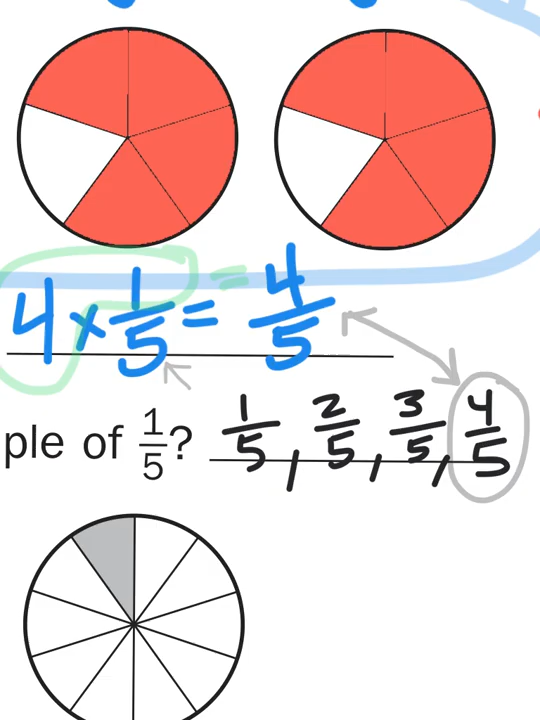 4 x 1/5 = 4/5
ple of 1/5? 1/5, 2/5, 3/5, 4/5